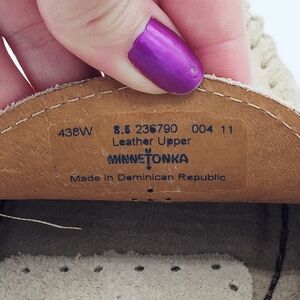 438W 8.5 236790 004 11
Leather Upper
MINNETONKA
Made in Dominican Republic